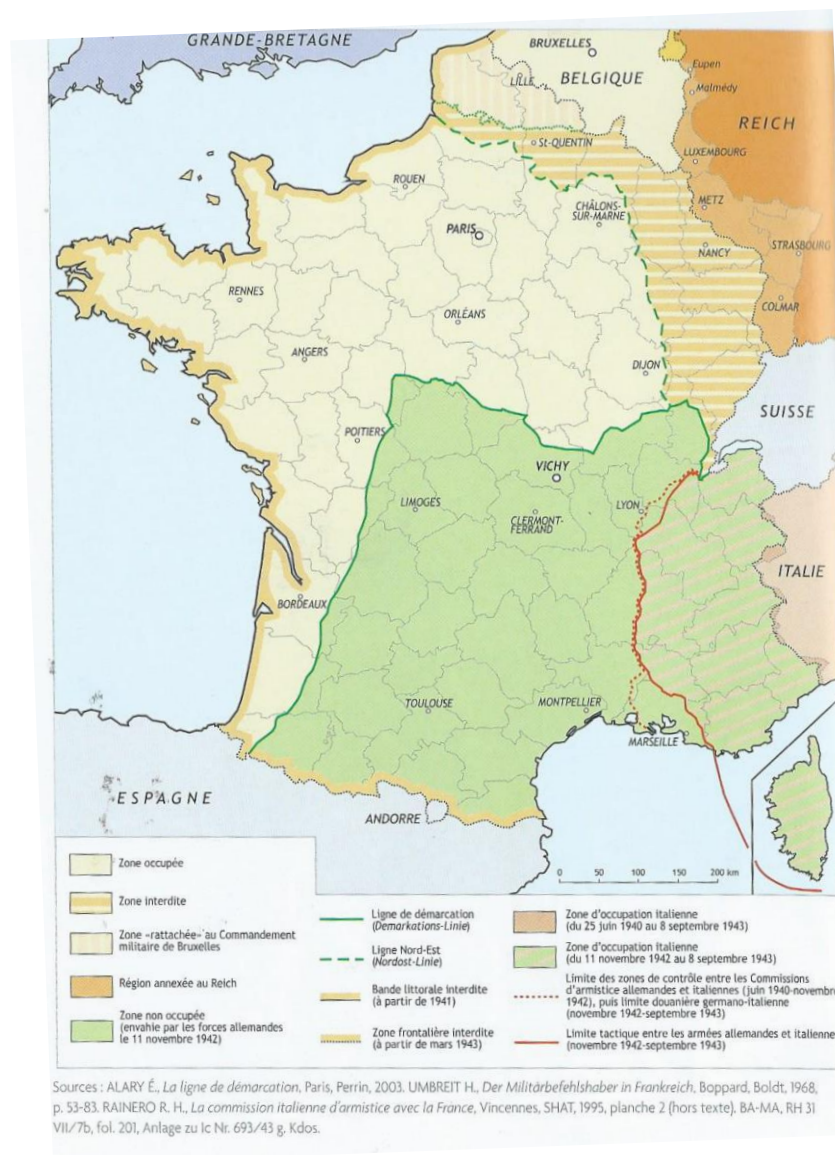 GRANDE-BRETAGNE
BRUXELLES
BELGIQUE
LILLE
Eupen
Malmédy
REICH
St-QUENTIN
LUXEMBOURG
ROUEN
METZ
CHÂLONS-
SUR-MARNE
PARIS
NANCY
STRASBOURG
RENNES
COLMAR
ORLÉANS
ANGERS
DIJON
SUISSE
POITIERS
VICHY
LIMOGES
LYON
CLERMONT-
FERRAND
ITALIE
BORDEAUX
TOULOUSE
MONTPELLIER
MARSEILLE
ESPAGNE
ANDORRE
0 50 100 150 200 km
Zone occupée
Zone interdite
Zone «rattachée» au Commandement
militaire de Bruxelles
Région annexée au Reich
Zone non occupée
(envahie par les forces allemandes
le 11 novembre 1942)
Ligne de démarcation
(Demarkations-Linie)
Ligne Nord-Est
(Nordost-Linie)
Bande littorale interdite
(à partir de 1941)
Zone frontalière interdite
(à partir de mars 1943)
Zone d'occupation italienne
(du 25 juin 1940 au 8 septembre 1943)
Zone d'occupation italienne
(du 11 novembre 1942 au 8 septembre 1943)
Limite des zones de contrôle entre les Commissions
d'armistice allemandes et italiennes (juin 1940-novembre
1942), puis limite douanière germano-italienne
(novembre 1942-septembre 1943)
Limite tactique entre les armées allemandes et italienne
(novembre 1942-septembre 1943)
Sources : ALARY É., La ligne de démarcation, Paris, Perrin, 2003. UMBREIT H., Der Militärbefehlshaber in Frankreich, Boppard, Boldt, 1968,
p. 53-83. RAINERO R. H., La commission italienne d'armistice avec la France, Vincennes, SHAT, 1995, planche 2 (hors texte). BA-MA, RH 31
VII/7b, fol. 201, Anlage zu Ic Nr. 693/43 g. Kdos.